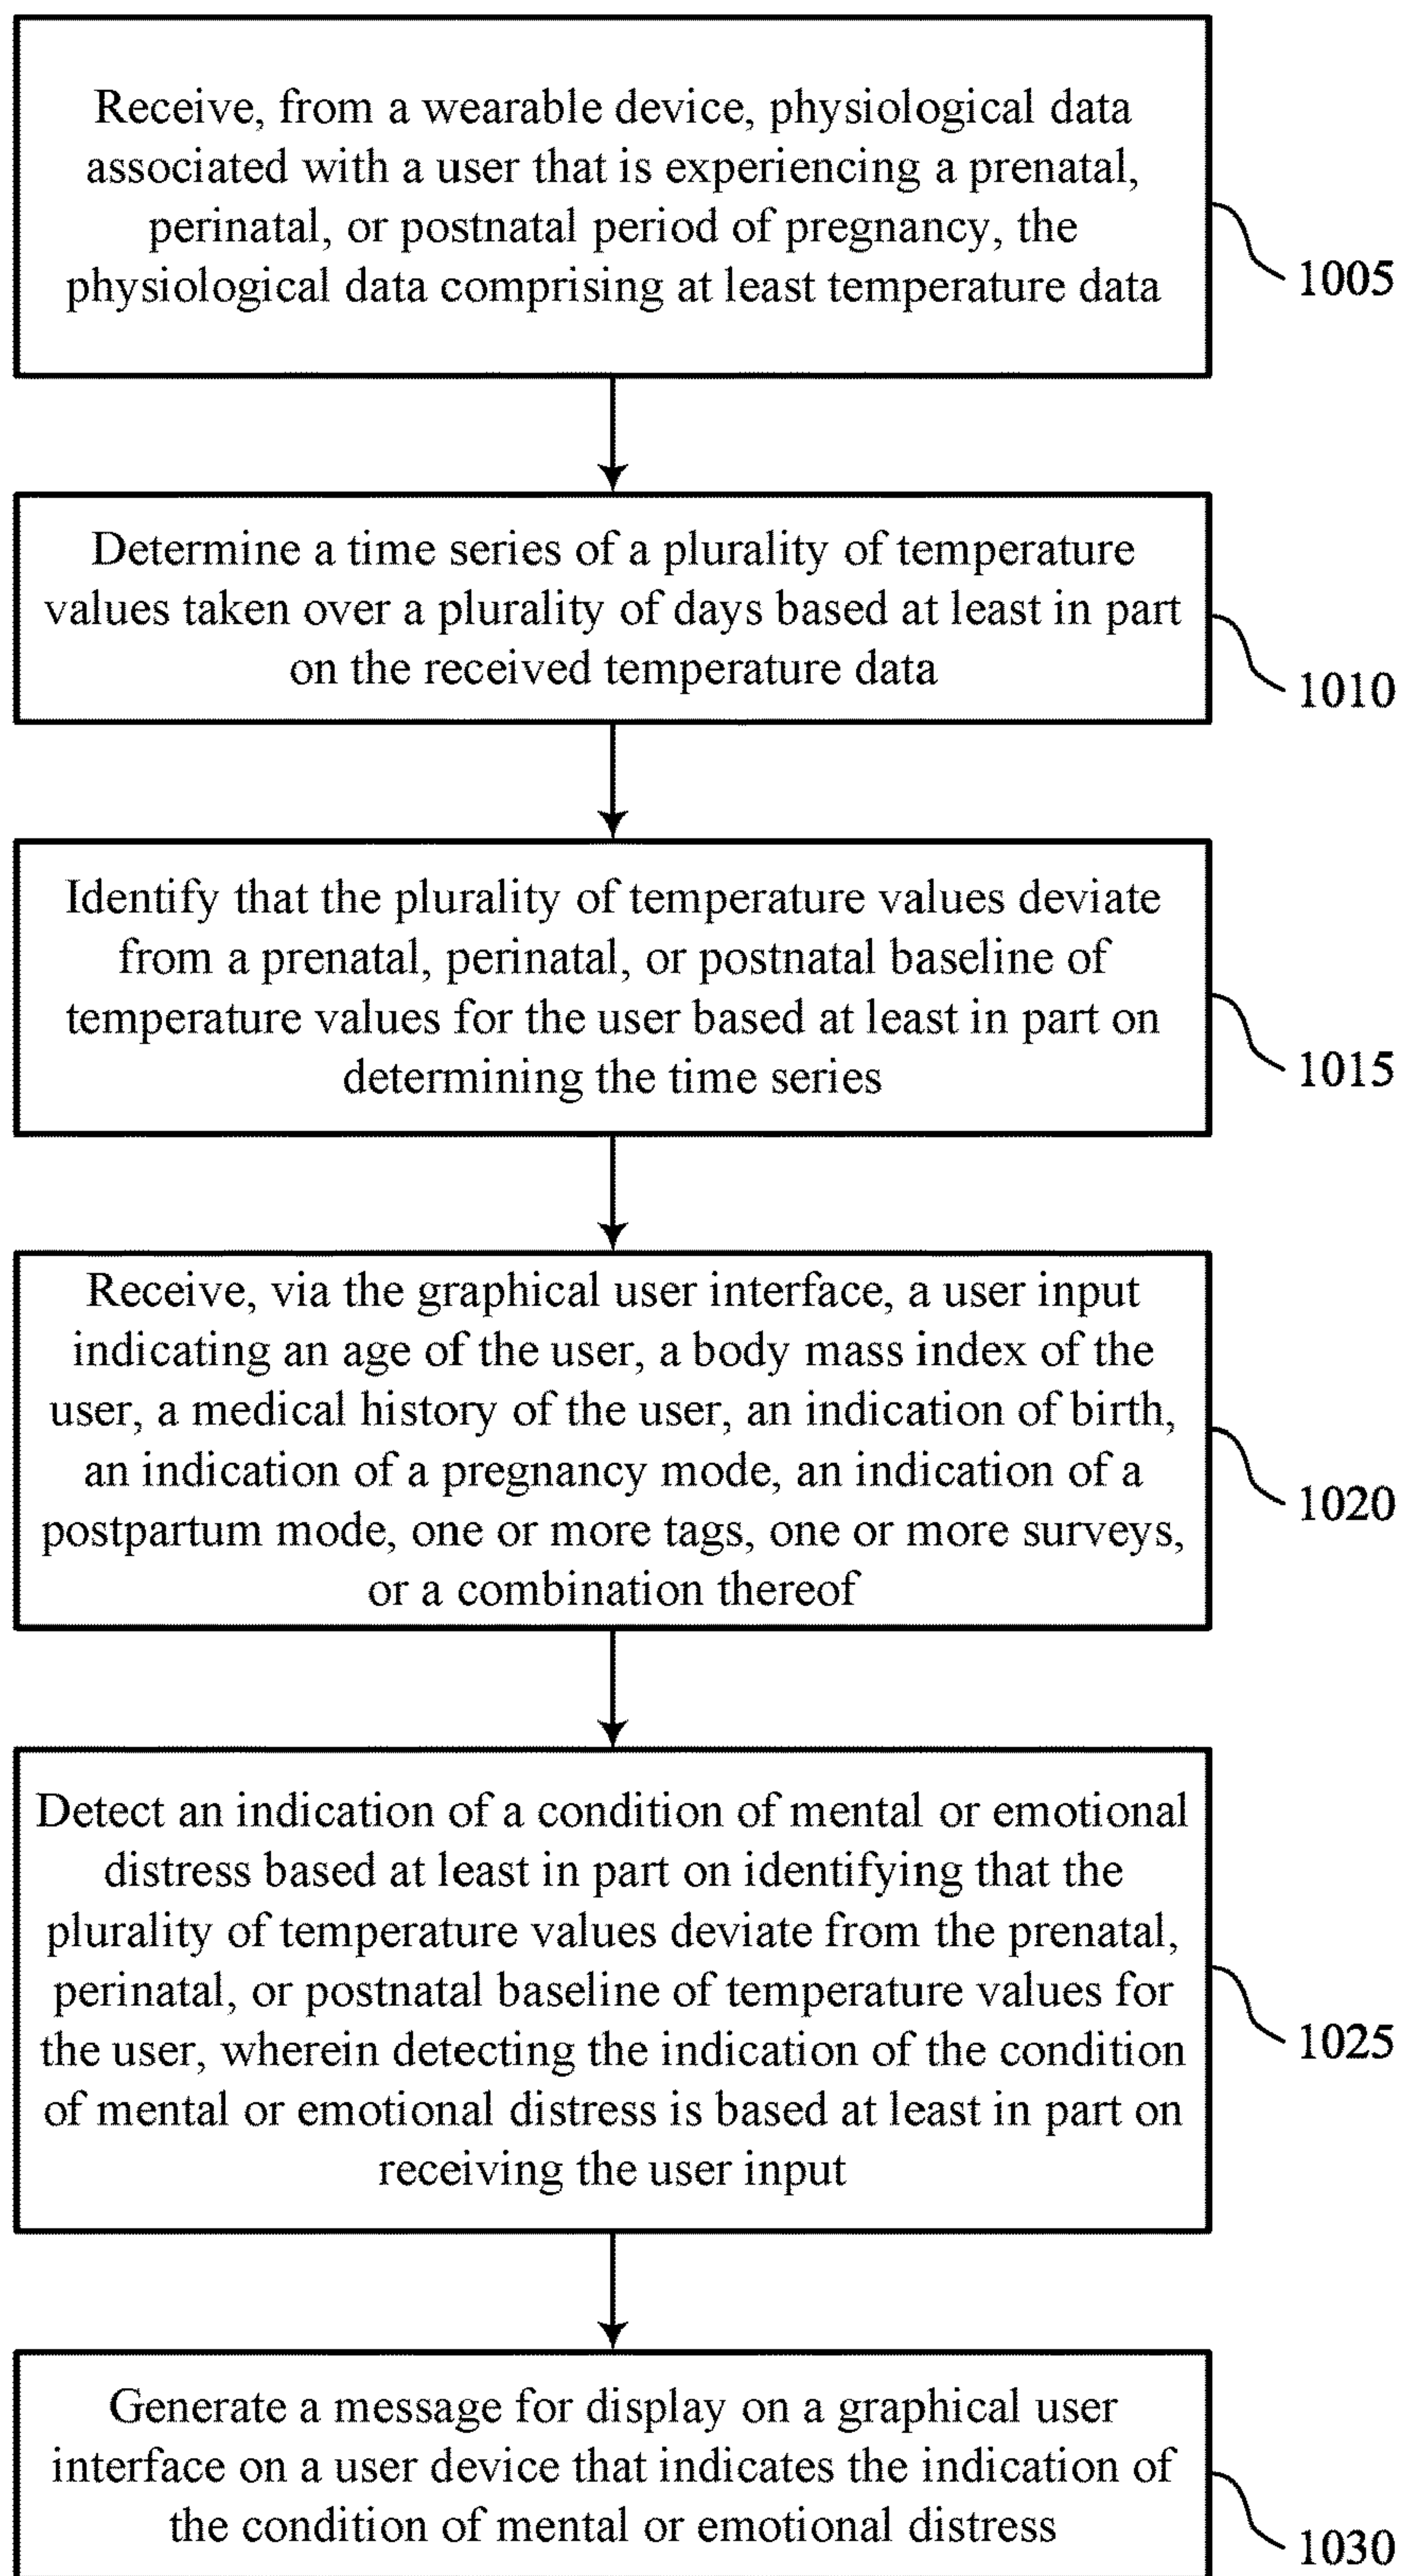 Receive, from a wearable device, physiological data
associated with a user that is experiencing a prenatal,
perinatal, or postnatal period of pregnancy, the
physiological data comprising at least temperature data
1005
Determine a time series of a plurality of temperature
values taken over a plurality of days based at least in part
on the received temperature data
1010
Identify that the plurality of temperature values deviate
from a prenatal, perinatal, or postnatal baseline of
temperature values for the user based at least in part on
determining the time series
1015
Receive, via the graphical user interface, a user input
indicating an age of the user, a body mass index of the
user, a medical history of the user, an indication of birth,
an indication of a pregnancy mode, an indication of a
postpartum mode, one or more tags, one or more surveys,
or a combination thereof
1020
Detect an indication of a condition of mental or emotional
distress based at least in part on identifying that the
plurality of temperature values deviate from the prenatal,
perinatal, or postnatal baseline of temperature values for
the user, wherein detecting the indication of the condition
of mental or emotional distress is based at least in part on
receiving the user input
1025
Generate a message for display on a graphical user
interface on a user device that indicates the indication of
the condition of mental or emotional distress
1030